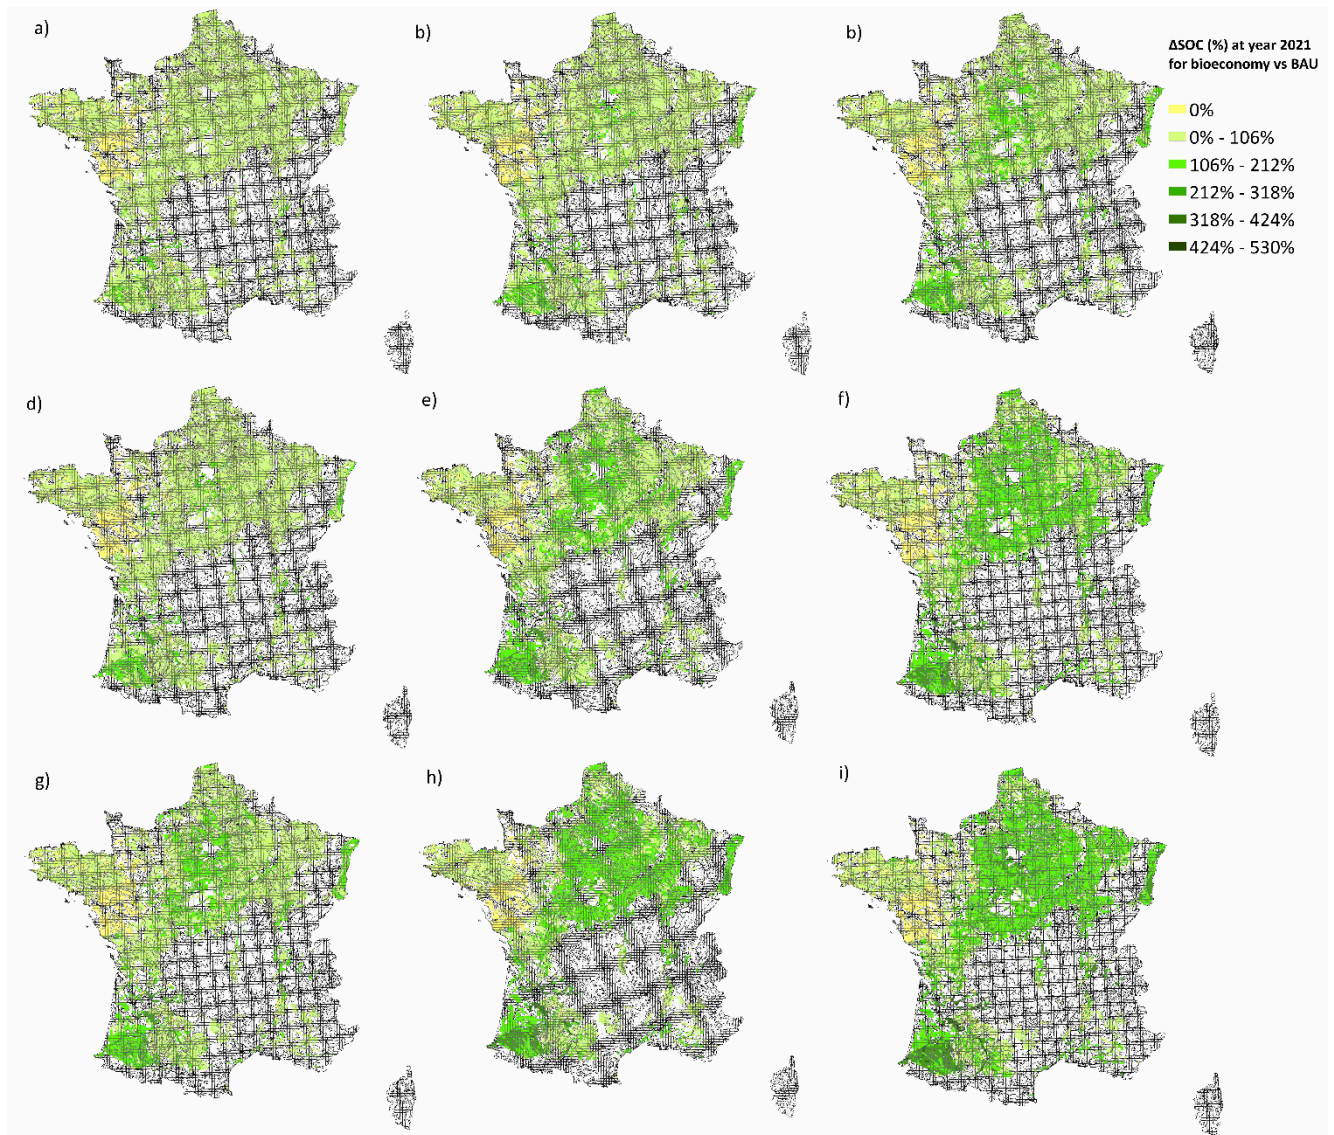 a)
b)
b)
ΔSOC (%) at year 2021
for bioeconomy vs BAU
0%
0% - 106%
106% - 212%
212% - 318%
318% - 424%
424% - 530%
d)
e)
f)
g)
h)
i)